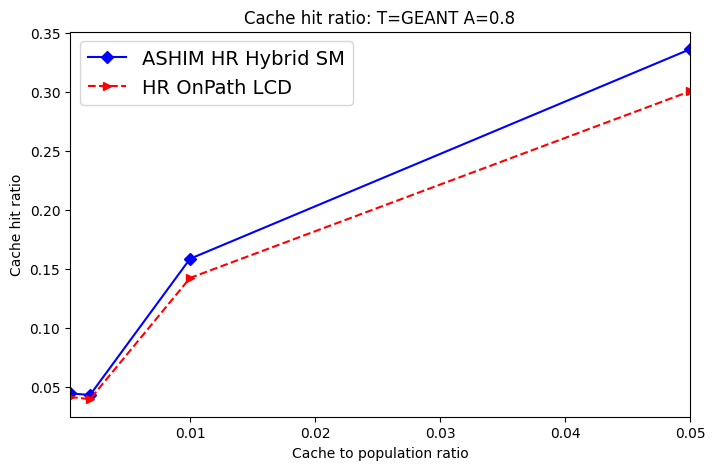 Cache hit ratio: T=GEANT A=0.8
ASHIM HR Hybrid SM
HR OnPath LCD
Cache hit ratio
0.35
0.30
0.25
0.20
0.15
0.10
0.05
0.01 0.02 0.03 0.04 0.05
Cache to population ratio